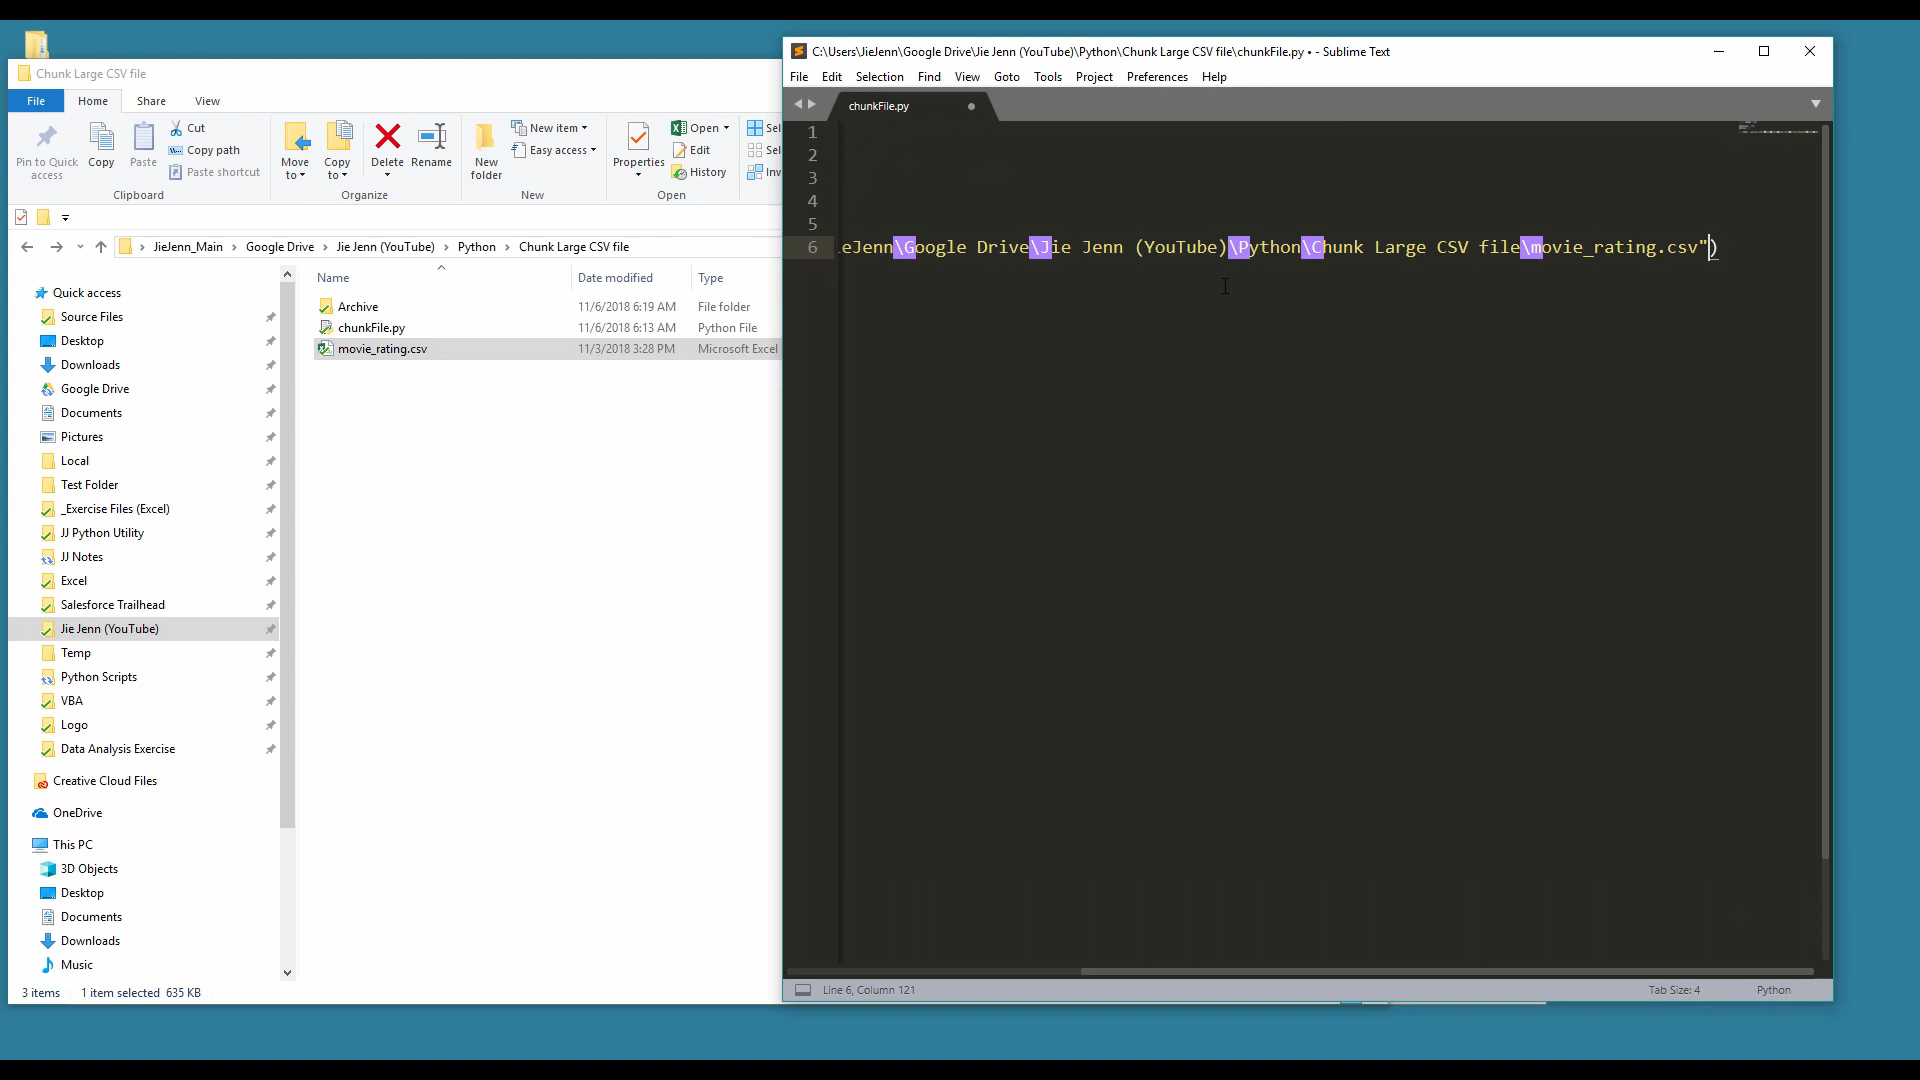 Chunk Large CSV file
File Home Share View
Pin to Quick access
Copy
Paste
Cut
Copy path
Paste shortcut
Clipboard
Move to
Copy to
Delete
Rename
Organize
New folder
New item
Easy access
New
Properties
Open
Edit
History
Open
Sel
Sel
Inv
JieJenn_Main Google Drive Jie Jenn (YouTube) Python Chunk Large CSV file
Quick access
Source Files
Desktop
Downloads
Google Drive
Documents
Pictures
Local
Test Folder
_Exercise Files (Excel)
JJ Python Utility
JJ Notes
Excel
Salesforce Trailhead
Jie Jenn (YouTube)
Temp
Python Scripts
VBA
Logo
Data Analysis Exercise
Creative Cloud Files
OneDrive
This PC
3D Objects
Desktop
Documents
Downloads
Music
Name Date modified Type
Archive 11/6/2018 6:19 AM File folder
chunkFile.py 11/6/2018 6:13 AM Python File
movie_rating.csv 11/3/2018 3:28 PM Microsoft Excel
3 items 1 item selected 635 KB
C:\Users\JieJenn\Google Drive\Jie Jenn (YouTube)\Python\Chunk Large CSV file\chunkFile.py • - Sublime Text
File Edit Selection Find View Goto Tools Project Preferences Help
chunkFile.py
1
2
3
4
5
6 ieJenn\Google Drive\Jie Jenn (YouTube)\Python\Chunk Large CSV file\movie_rating.csv")
Line 6, Column 121 Tab Size: 4 Python